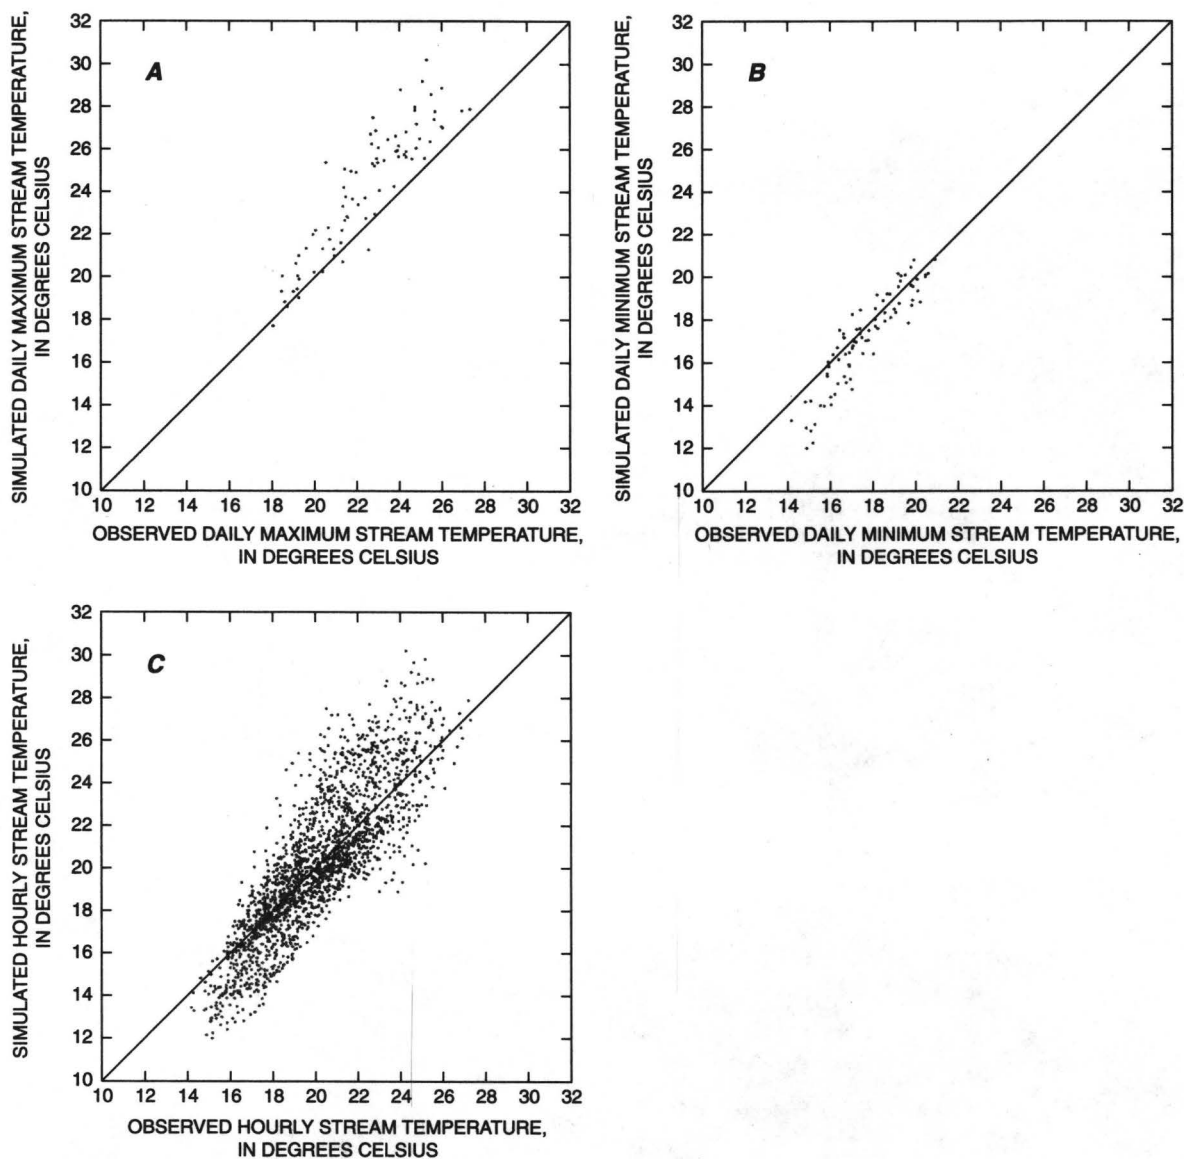 SIMULATED DAILY MAXIMUM STREAM TEMPERATURE,
IN DEGREES CELSIUS
32
30
28
26
24
22
20
18
16
14
12
10
A
10 12 14 16 18 20 22 24 26 28 30 32
OBSERVED DAILY MAXIMUM STREAM TEMPERATURE,
IN DEGREES CELSIUS
SIMULATED DAILY MINIMUM STREAM TEMPERATURE,
IN DEGREES CELSIUS
32
30
28
26
24
22
20
18
16
14
12
10
B
10 12 14 16 18 20 22 24 26 28 30 32
OBSERVED DAILY MINIMUM STREAM TEMPERATURE,
IN DEGREES CELSIUS
SIMULATED HOURLY STREAM TEMPERATURE,
IN DEGREES CELSIUS
32
30
28
26
24
22
20
18
16
14
12
10
C
10 12 14 16 18 20 22 24 26 28 30 32
OBSERVED HOURLY STREAM TEMPERATURE,
IN DEGREES CELSIUS